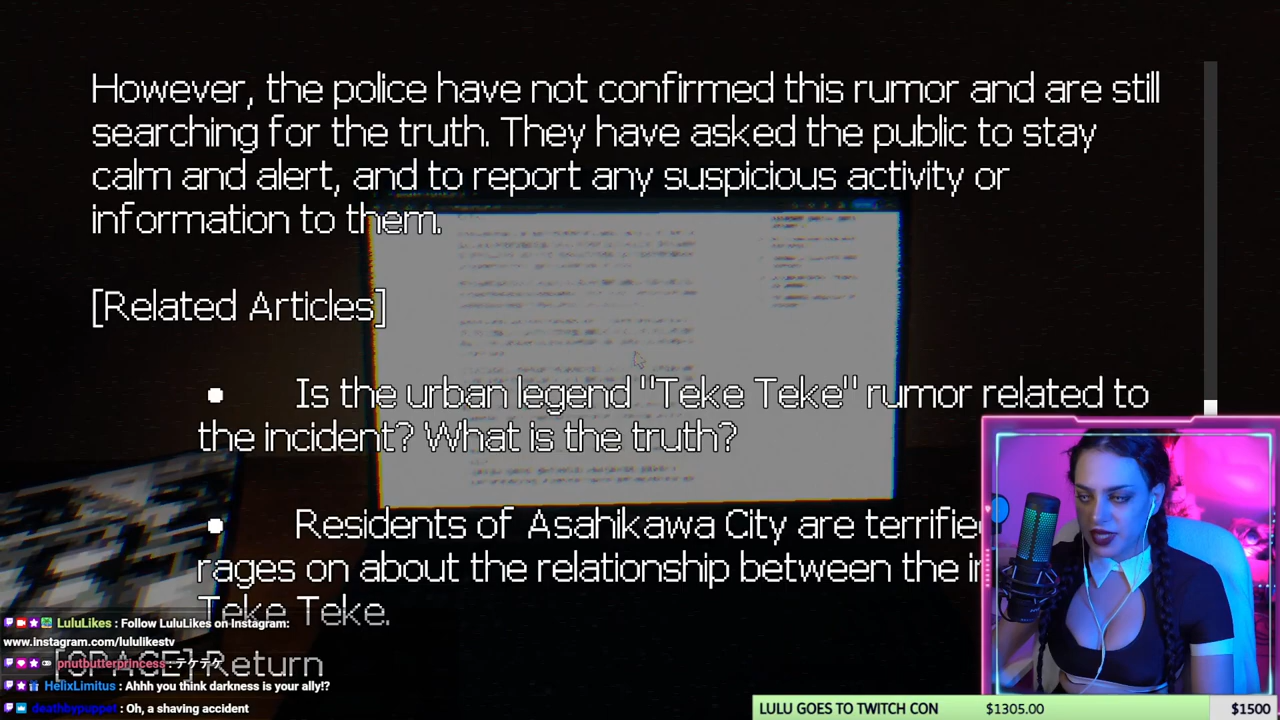 However, the police have not confirmed this rumor and are still
searching for the truth. They have asked the public to stay
calm and alert, and to report any suspicious activity or
information to them.
[Related Articles]
● Is the urban legend "Teke Teke" rumor related to
the incident? What is the truth?
● Residents of Asahikawa City are
rages on about the relationship between the
Teke Teke.
LuluLikes : Follow LuluLikes on Instagram:
www.instagram.com/lululikestv
pnutbutterprincess : テケテケ
[SPACE] Return
HelixLimitus : Ahhh you think darkness is your ally!?
deathbypuppet : Oh, a shaving accident
LULU GOES TO TWITCH CON $1305.00 $1500